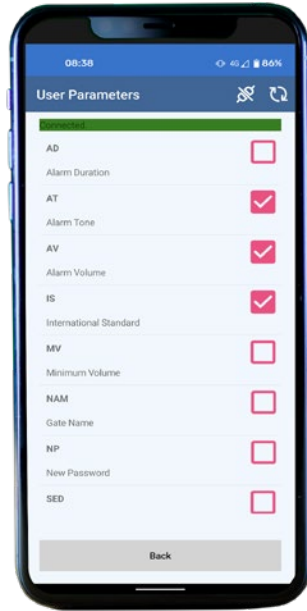 08:38 4G 86%
User Parameters
Connected
AD
Alarm Duration
AT
Alarm Tone
AV
Alarm Volume
IS
International Standard
MV
Minimum Volume
NAM
Gate Name
NP
New Password
SED
Back